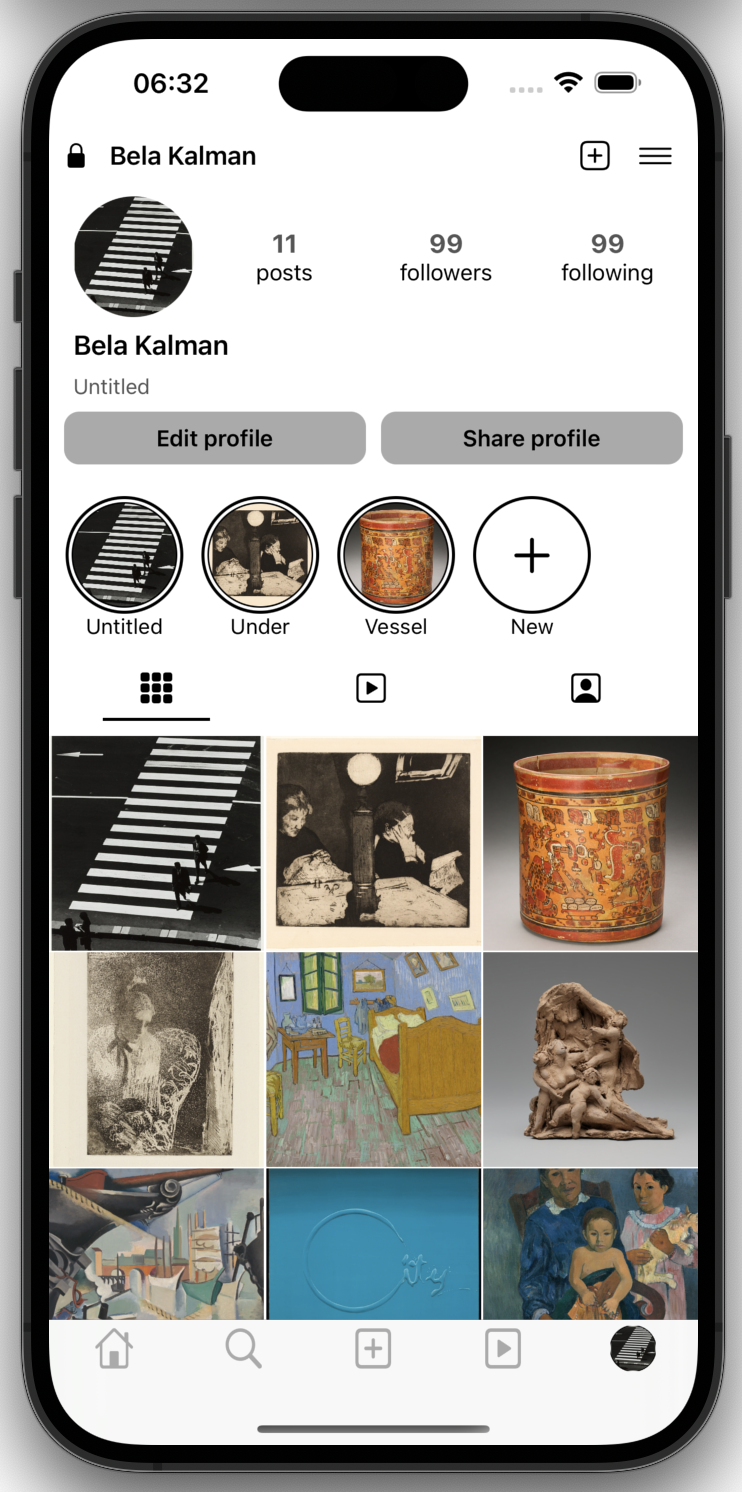 06:32
Bela Kalman
11 99 99
posts followers following
Bela Kalman
Untitled
Edit profile Share profile
Untitled Under Vessel New
ity